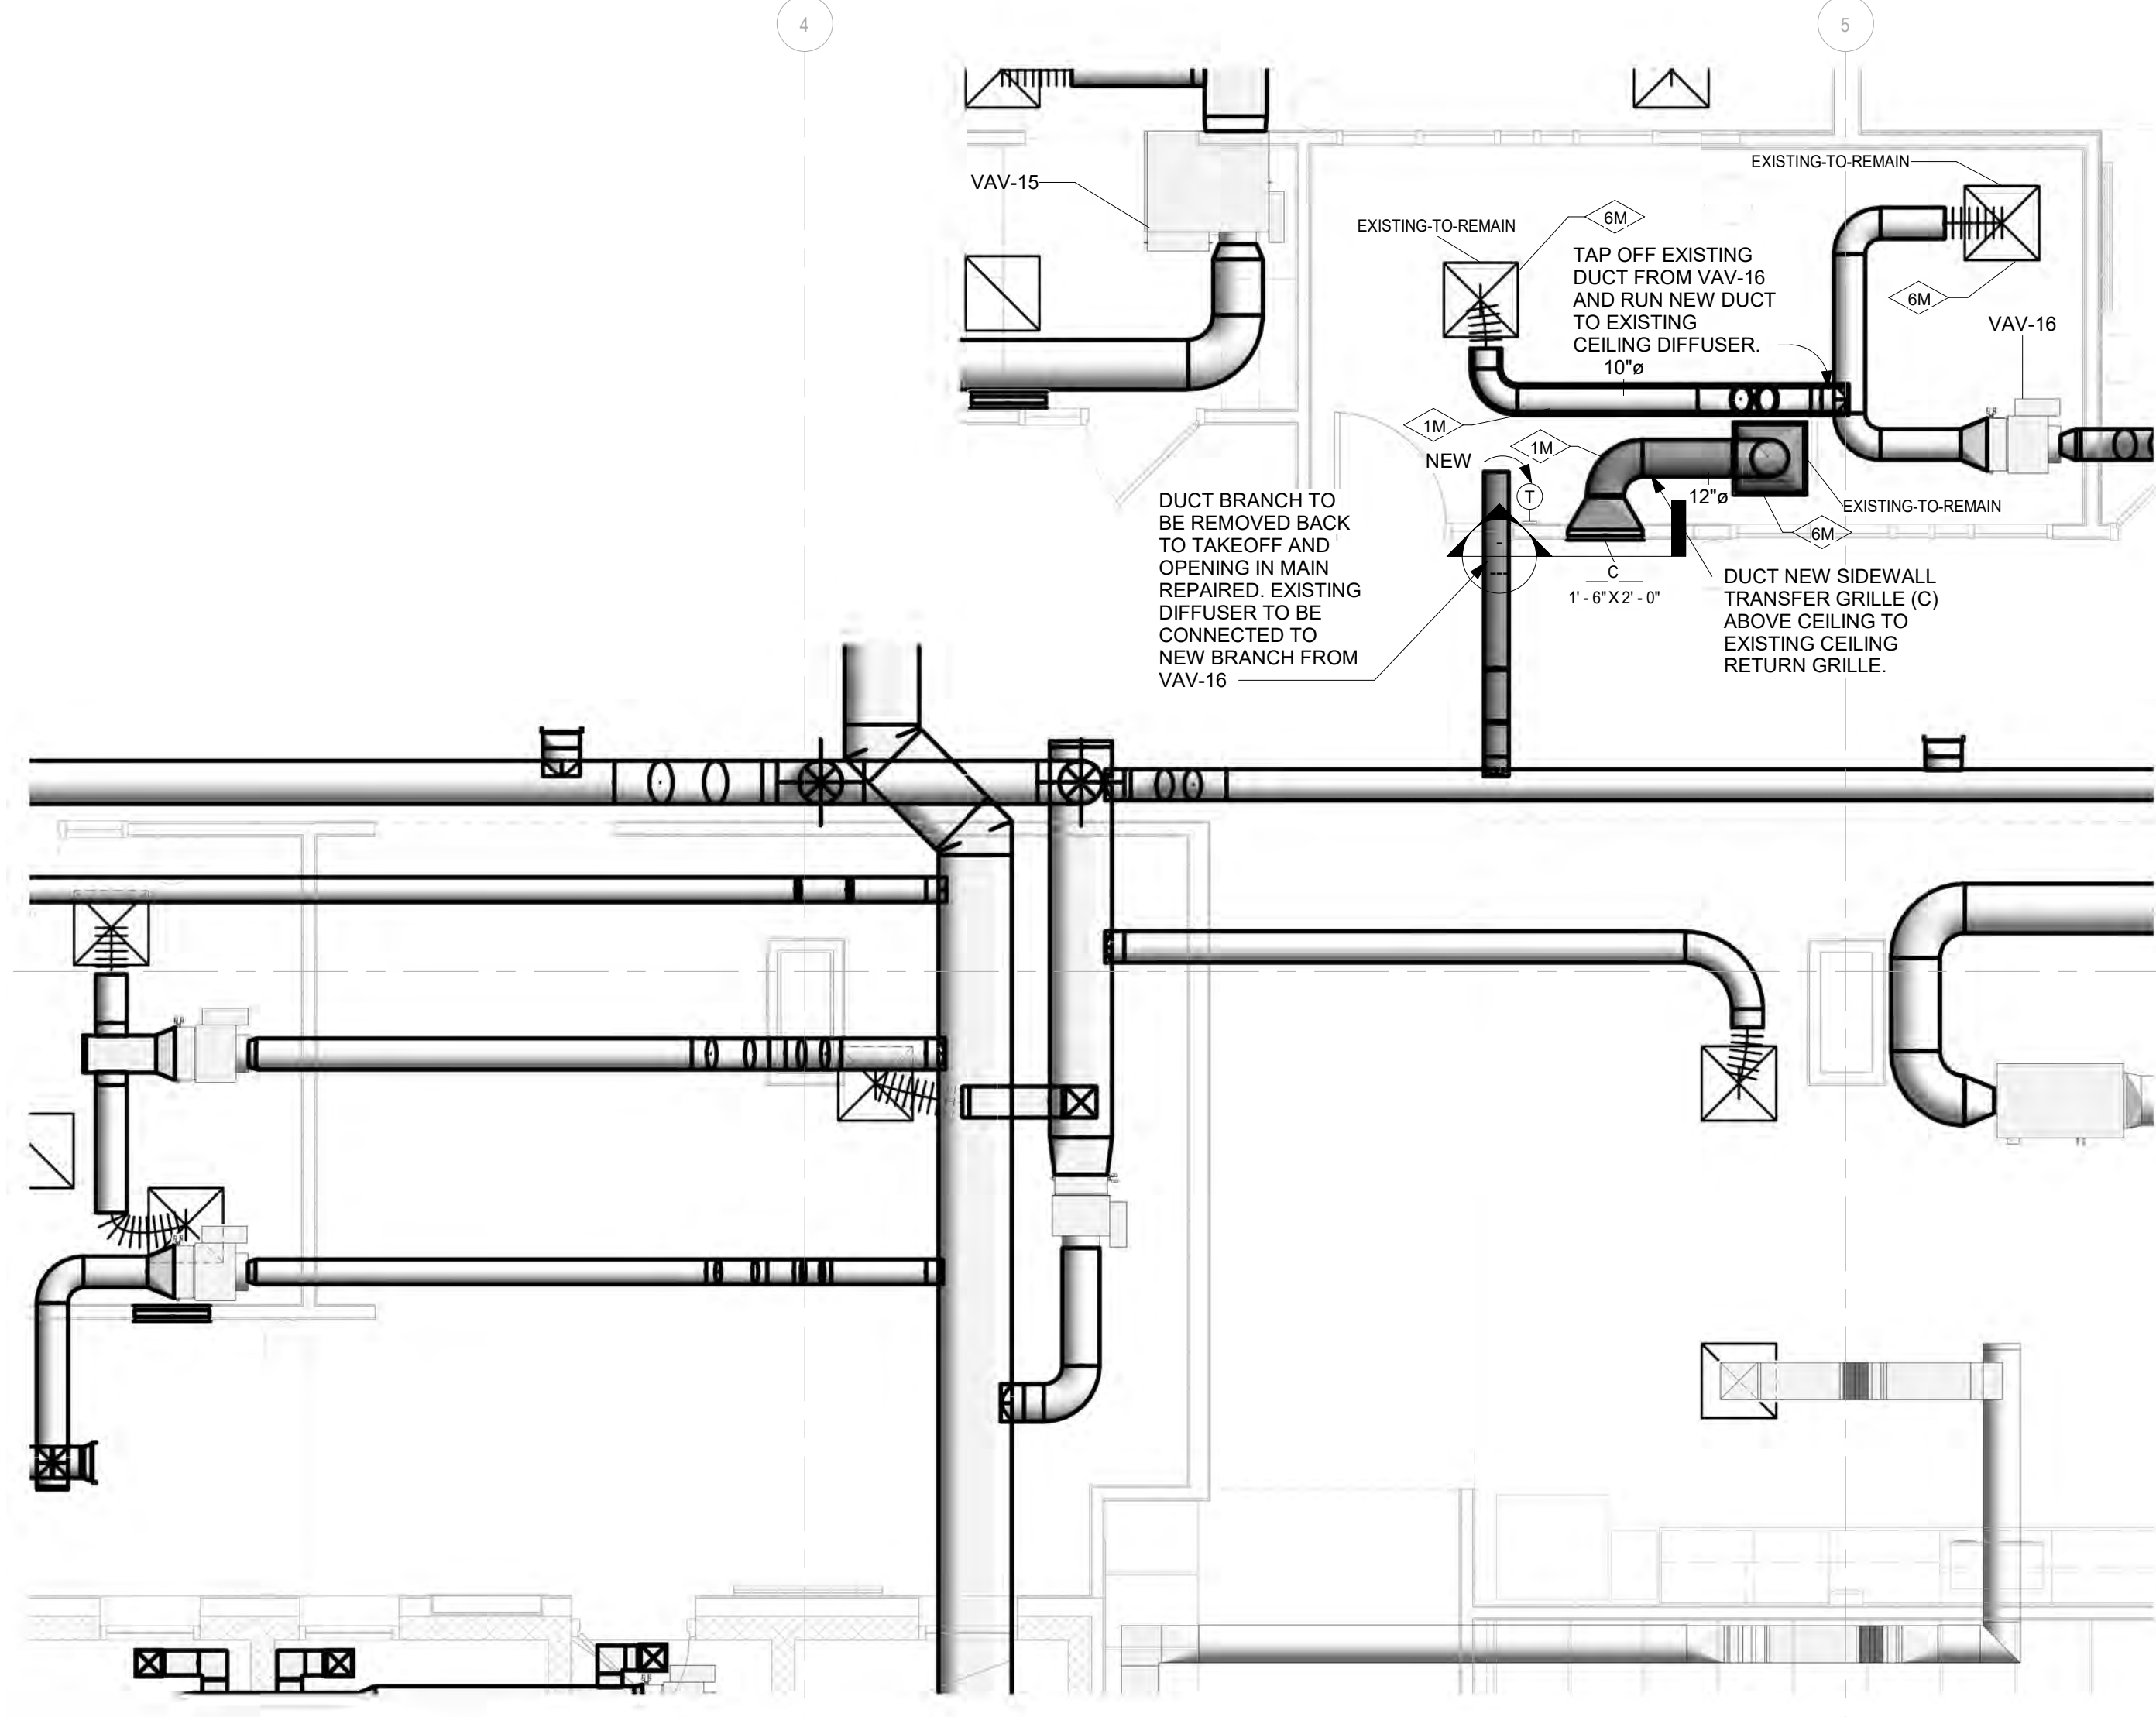 4
5
VAV-15
EXISTING-TO-REMAIN
6M
EXISTING-TO-REMAIN
6M
TAP OFF EXISTING
DUCT FROM VAV-16
AND RUN NEW DUCT
TO EXISTING
CEILING DIFFUSER.
10"ø
VAV-16
1M
1M
NEW
T
12"ø
EXISTING-TO-REMAIN
6M
DUCT BRANCH TO
BE REMOVED BACK
TO TAKEOFF AND
OPENING IN MAIN
REPAIRED. EXISTING
DIFFUSER TO BE
CONNECTED TO
NEW BRANCH FROM
VAV-16
C
1' - 6" X 2' - 0"
DUCT NEW SIDEWALL
TRANSFER GRILLE (C)
ABOVE CEILING TO
EXISTING CEILING
RETURN GRILLE.